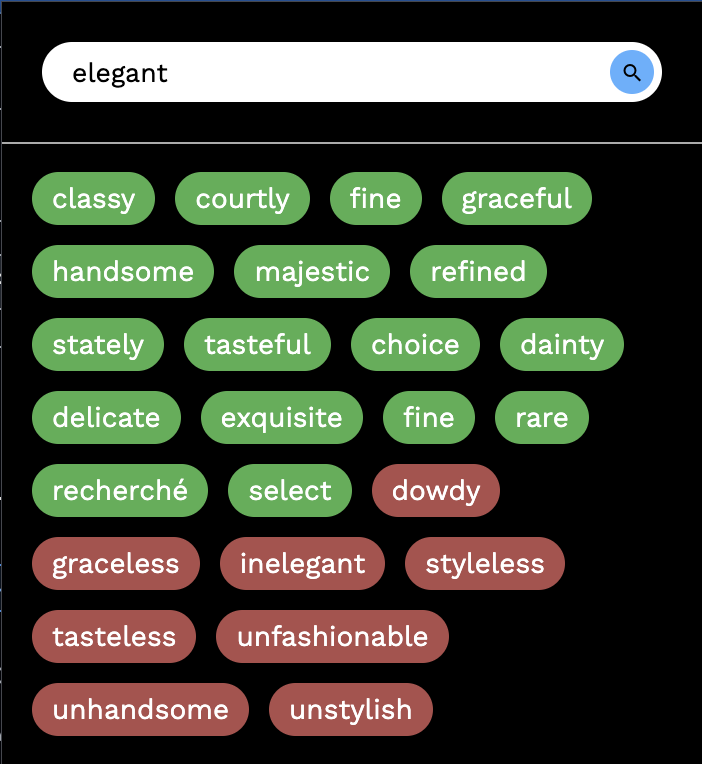 elegant
classy courtly fine graceful
handsome majestic refined
stately tasteful choice dainty
delicate exquisite fine rare
recherché select dowdy
graceless inelegant styleless
tasteless unfashionable
unhandsome unstylish